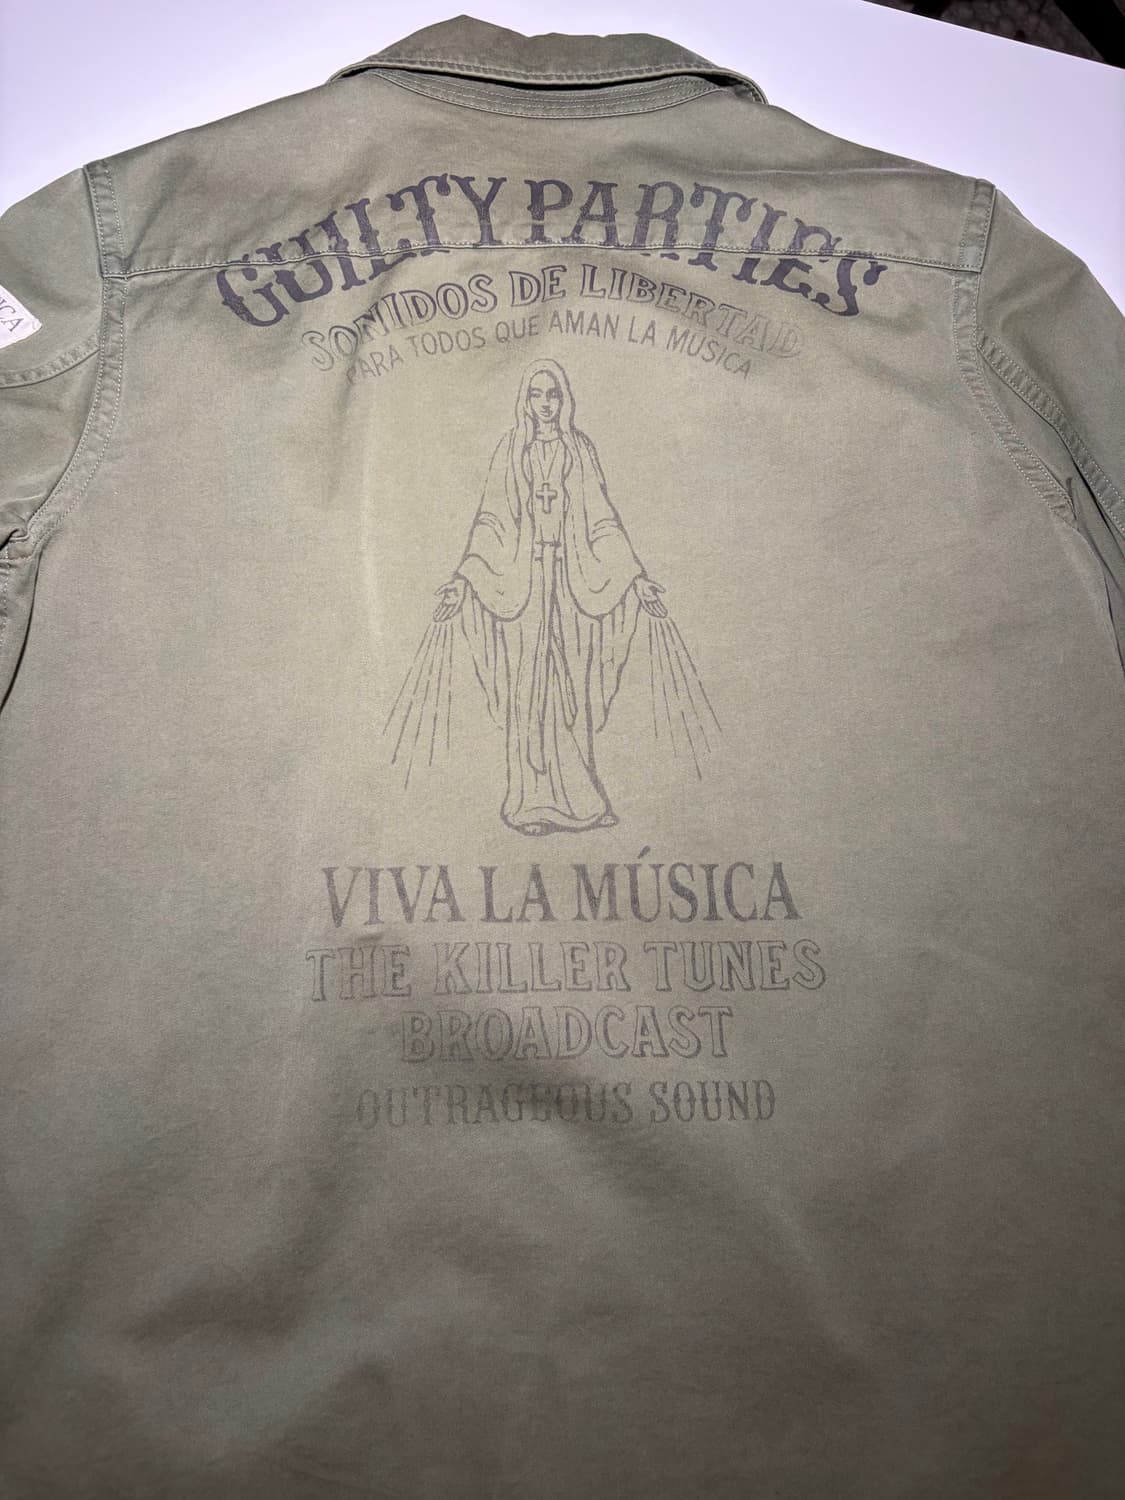 GUILTY PARTIES
SONIDOS DE LIBERTAD
PARA TODOS QUE AMAN LA MÚSICA
VIVA LA MÚSICA
THE KILLER TUNES
BROADCAST
OUTRAGEOUS SOUND